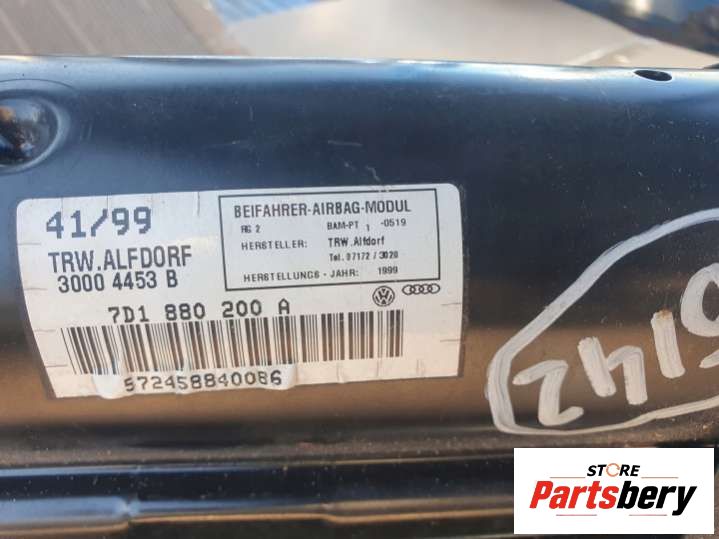 41/99
TRW.ALFDORF
3000 4453 B
BEIFAHRER-AIRBAG-MODUL
RG 2 BAM-PT 1 -0519
HERSTELLER: TRW.Alfdorf
Tel. 07172 / 3020
HERSTELLUNGS - JAHR: 1999
7D1 880 200 A
572458840086
5142
STORE
Partsbery